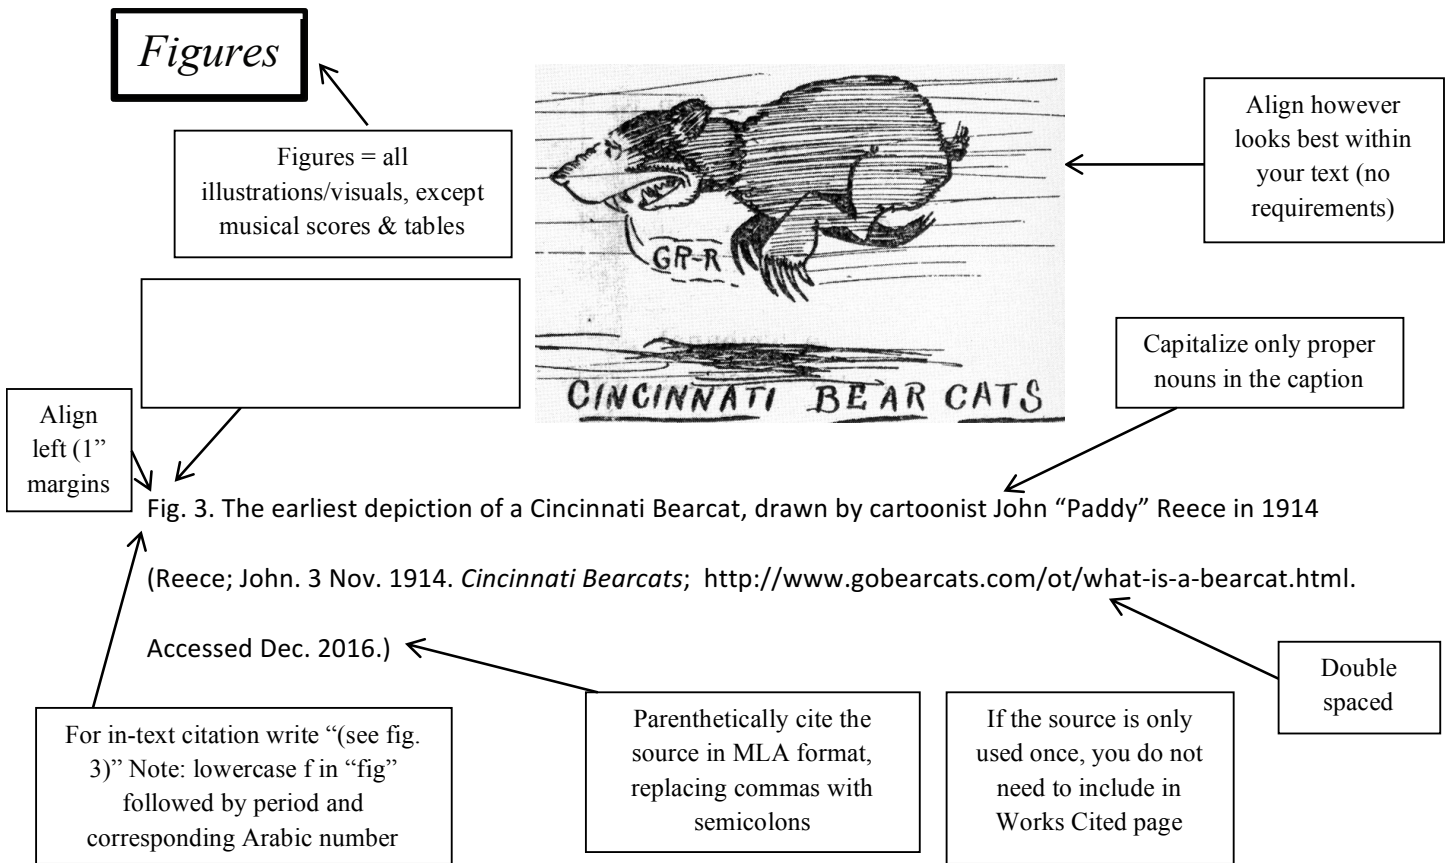 Figures
Figures = all
illustrations/visuals, except
musical scores & tables
GR-R
CINCINNATI BEAR CATS
Align however
looks best within
your text (no
requirements)
Capitalize only proper
nouns in the caption
Align
left (1”
margins
Fig. 3. The earliest depiction of a Cincinnati Bearcat, drawn by cartoonist John “Paddy” Reece in 1914
(Reece; John. 3 Nov. 1914. Cincinnati Bearcats; http://www.gobearcats.com/ot/what-is-a-bearcat.html.
Accessed Dec. 2016.)
Double
spaced
For in-text citation write “(see fig.
3)” Note: lowercase f in “fig”
followed by period and
corresponding Arabic number
Parenthetically cite the
source in MLA format,
replacing commas with
semicolons
If the source is only
used once, you do not
need to include in
Works Cited page